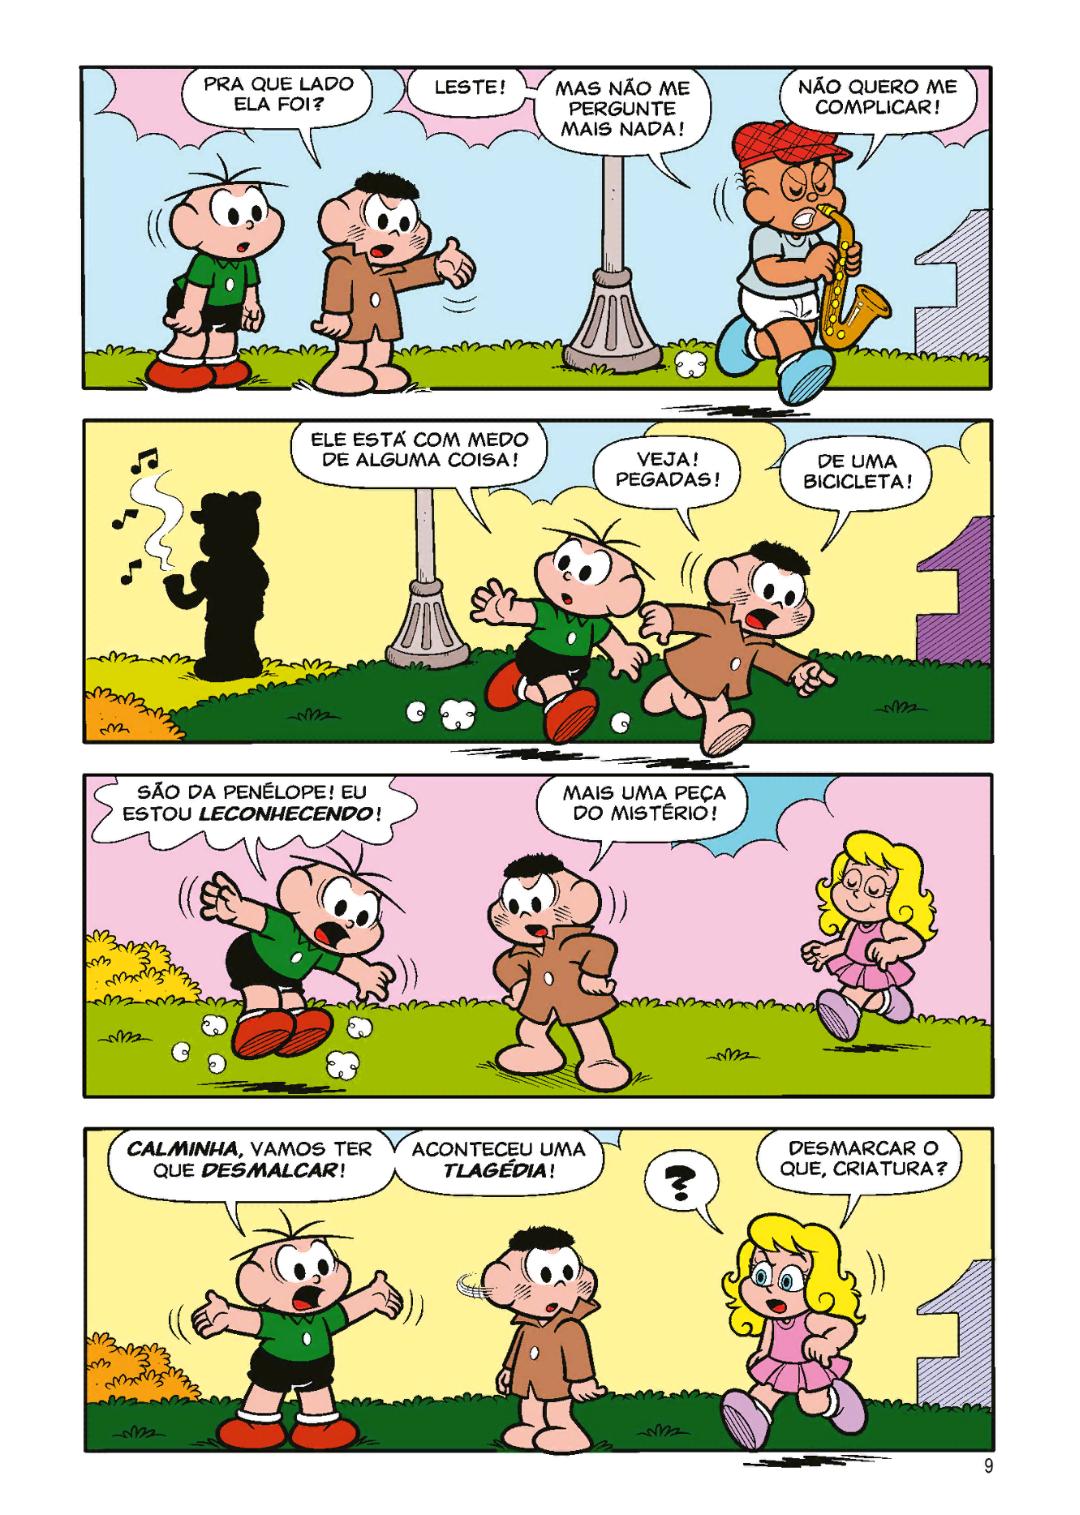 PRA QUE LADO
ELA FOI?
LESTE!
MAS NÃO ME
PERGUNTE
MAIS NADA!
NÃO QUERO ME
COMPLICAR!
ELE ESTÁ COM MEDO
DE ALGUMA COISA!
VEJA!
PEGADAS!
DE UMA
BICICLETA!
SÃO DA PENÉLOPE! EU
ESTOU LECONHECENDO!
MAIS UMA PEÇA
DO MISTÉRIO!
CALMINHA, VAMOS TER
QUE DESMALCAR!
ACONTECEU UMA
TLAGÉDIA!
?
DESMARCAR O
QUE, CRIATURA?
9